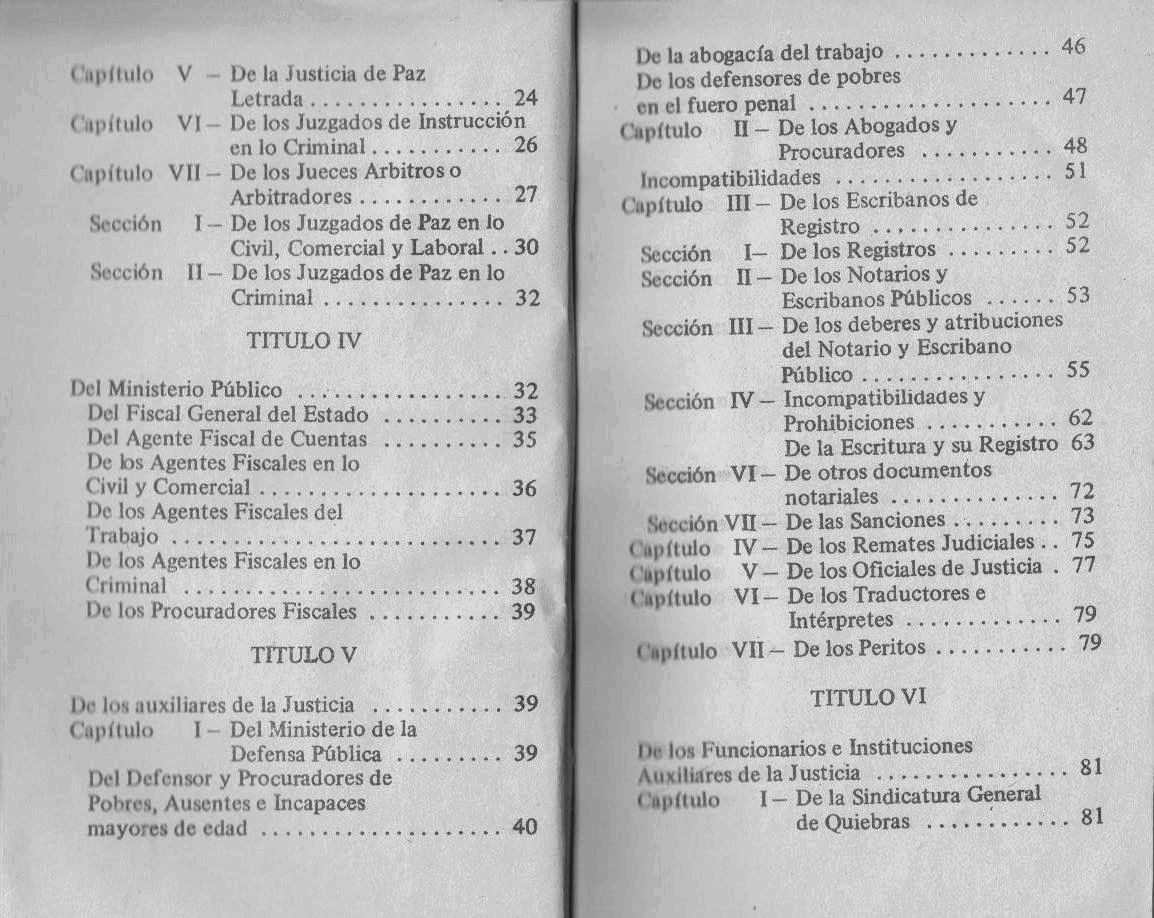 Capítulo V — De la Justicia de Paz
Letrada ................ 24
Capítulo VI — De los Juzgados de Instrucción
en lo Criminal ........... 26
Capítulo VII — De los Jueces Arbitros o
Arbitradores ............ 27
Sección I — De los Juzgados de Paz en lo
Civil, Comercial y Laboral .. 30
Sección II — De los Juzgados de Paz en lo
Criminal ............... 32
TITULO IV
Del Ministerio Público ................. 32
Del Fiscal General del Estado .......... 33
Del Agente Fiscal de Cuentas .......... 35
De los Agentes Fiscales en lo
Civil y Comercial .................... 36
De los Agentes Fiscales del
Trabajo ........................... 37
De los Agentes Fiscales en lo
Criminal .......................... 38
De los Procuradores Fiscales ........... 39
TITULO V
De los auxiliares de la Justicia ........... 39
Capítulo I — Del Ministerio de la
Defensa Pública ......... 39
Del Defensor y Procuradores de
Pobres, Ausentes e Incapaces
mayores de edad .................... 40
De la abogacía del trabajo ............. 46
De los defensores de pobres
en el fuero penal .................... 47
Capítulo II — De los Abogados y
Procuradores ........... 48
Incompatibilidades .................. 51
Capítulo III — De los Escribanos de
Registro ............... 52
Sección I— De los Registros ......... 52
Sección II — De los Notarios y
Escribanos Públicos ...... 53
Sección III — De los deberes y atribuciones
del Notario y Escribano
Público ................ 55
Sección IV — Incompatibilidades y
Prohibiciones ........... 62
De la Escritura y su Registro 63
Sección VI — De otros documentos
notariales .............. 72
Sección VII — De las Sanciones ......... 73
Capítulo IV — De los Remates Judiciales .. 75
Capítulo V — De los Oficiales de Justicia . 77
Capítulo VI — De los Traductores e
Intérpretes ............. 79
Capítulo VII — De los Peritos ........... 79
TITULO VI
De los Funcionarios e Instituciones
Auxiliares de la Justicia ................ 81
Capítulo I — De la Sindicatura General
de Quiebras ............ 81